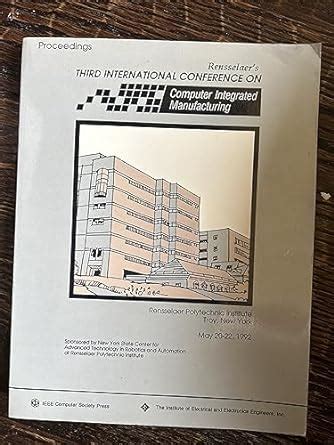 Proceedings
Rensselaer's
THIRD INTERNATIONAL CONFERENCE ON
Computer Integrated
Manufacturing
Rensselaer Polytechnic Institute
Troy, New York
May 20-22, 1992
Sponsored by New York State Center for
Advanced Technology in Robotics and Automation
at Rensselaer Polytechnic Institute
IEEE Computer Society Press
The Institute of Electrical and Electronics Engineers, Inc.